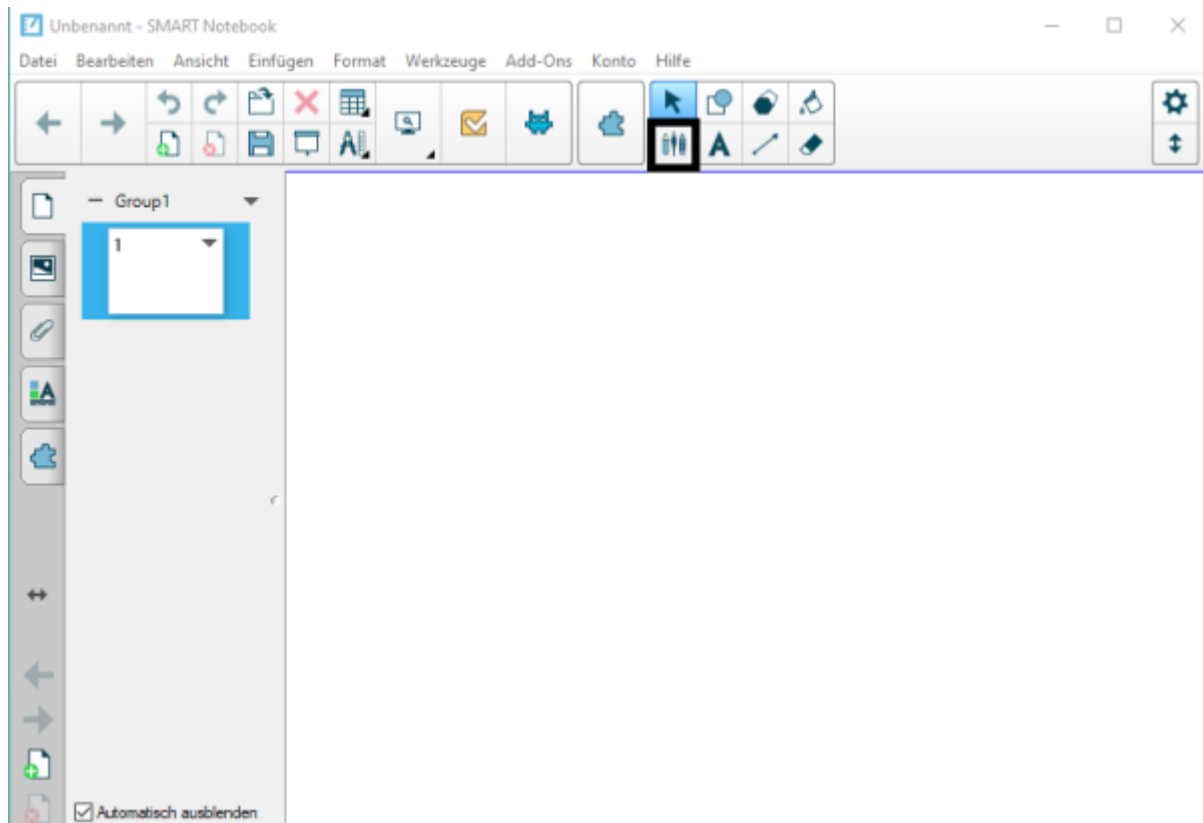 Unbenannt - SMART Notebook
Datei Bearbeiten Ansicht Einfügen Format Werkzeuge Add-Ons Konto Hilfe
Group1
1
Automatisch ausblenden